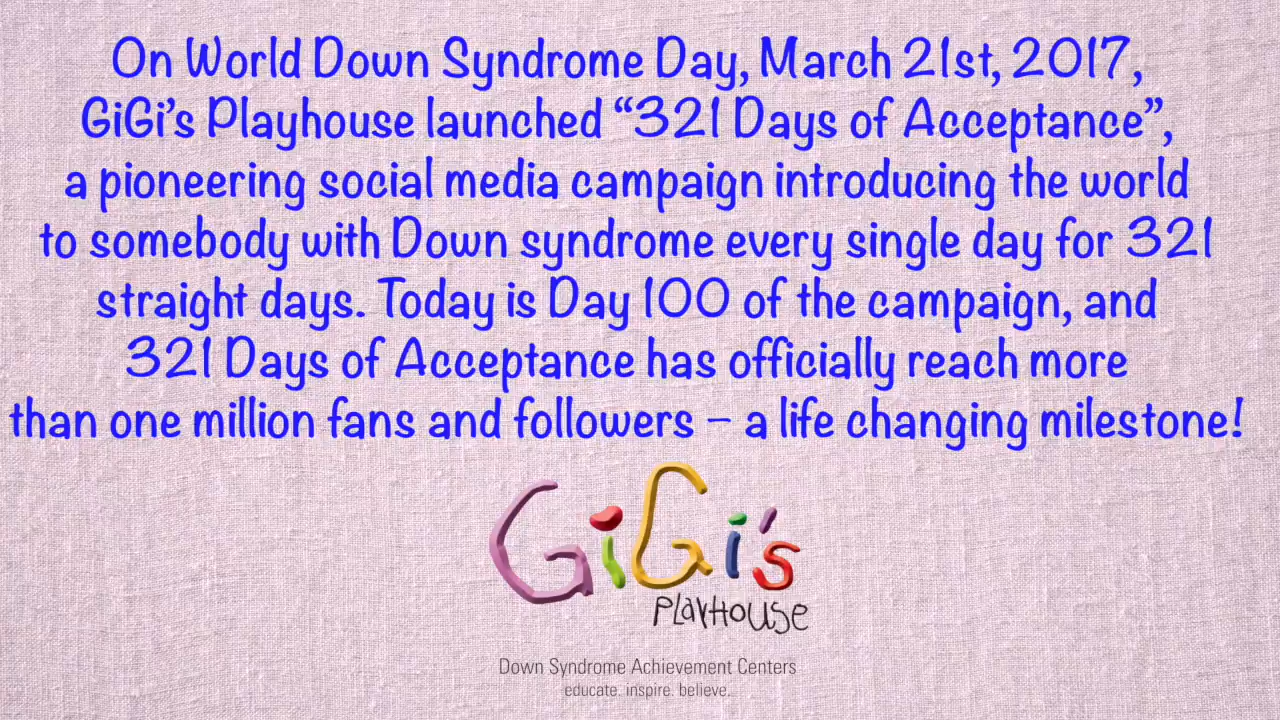 On World Down Syndrome Day, March 21st, 2017,
GiGi's Playhouse launched “321 Days of Acceptance”,
a pioneering social media campaign introducing the world
to somebody with Down syndrome every single day for 321
straight days. Today is Day 100 of the campaign, and
321 Days of Acceptance has officially reach more
than one million fans and followers – a life changing milestone!
GiGi's
PLAYHOUSE
Down Syndrome Achievement Centers
educate. inspire. believe.